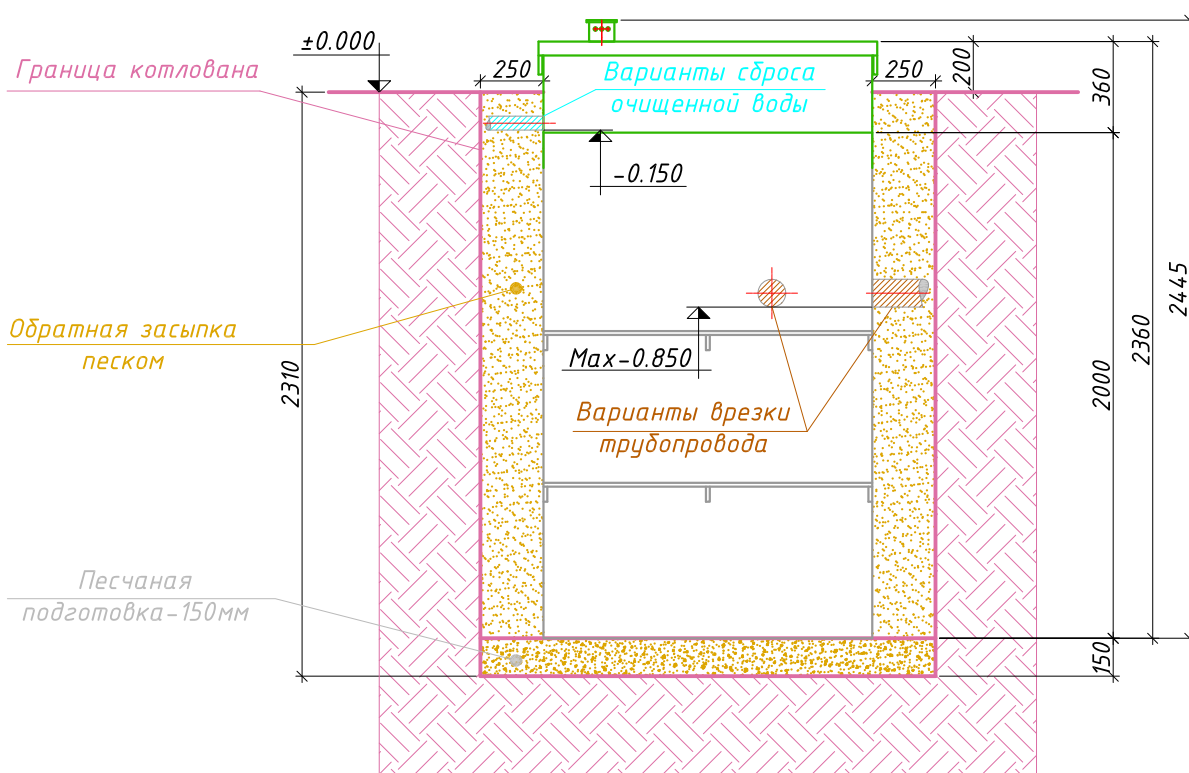 ±0.000
Граница котлована
250
Варианты сброса
очищенной воды
250
200
360
-0.150
2445
Обратная засыпка
песком
2310
Max-0.850
2360
2000
Варианты врезки
трубопровода
Песчаная
подготовка-150мм
150